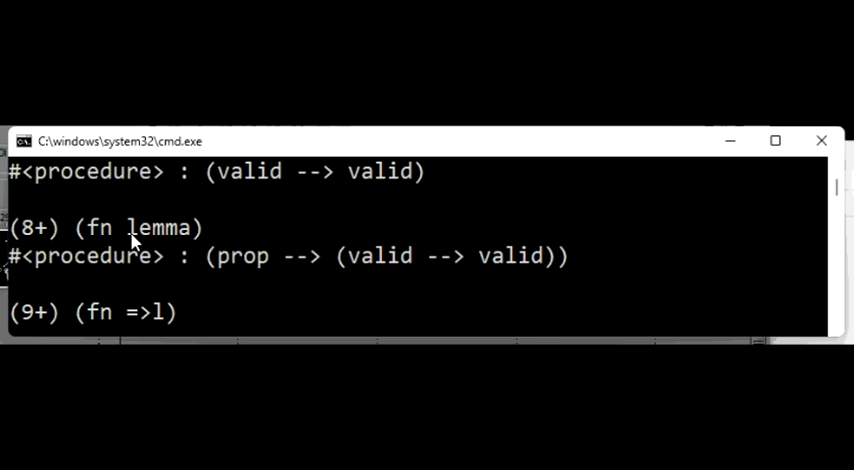 C:\windows\system32\cmd.exe
#<procedure> : (valid --> valid)
(8+) (fn lemma)
#<procedure> : (prop --> (valid --> valid))
(9+) (fn =>l)